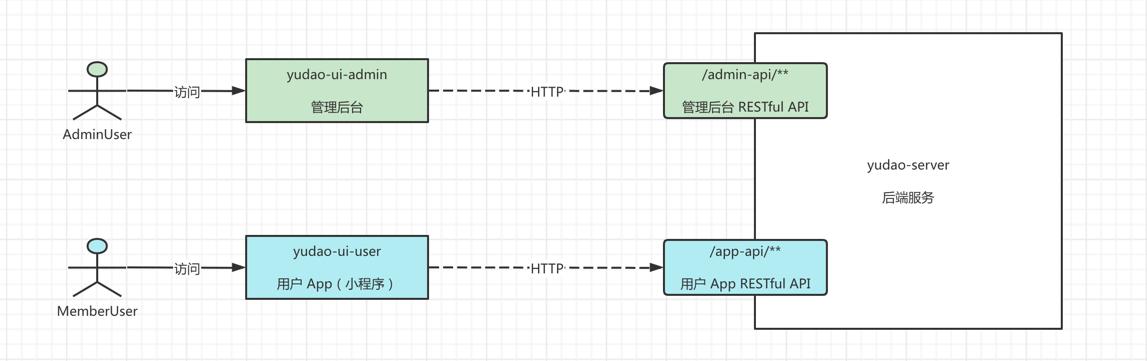 yudao-ui-admin
管理后台
访问
HTTP
/admin-api/**
管理后台 RESTful API
AdminUser
yudao-server
后端服务
yudao-ui-user
用户 App（小程序）
访问
HTTP
/app-api/**
用户 App RESTful API
MemberUser